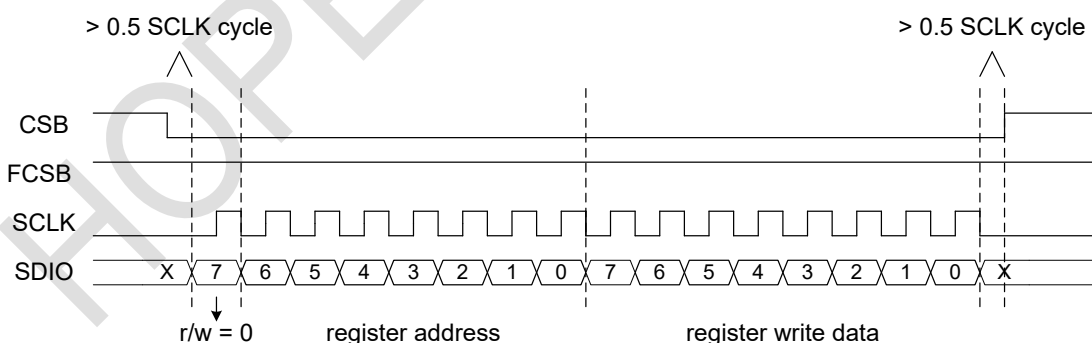 > 0.5 SCLK cycle > 0.5 SCLK cycle
CSB
FCSB
SCLK
SDIO X 7 6 5 4 3 2 1 0 7 6 5 4 3 2 1 0 X
r/w = 0 register address register write data
HOPE